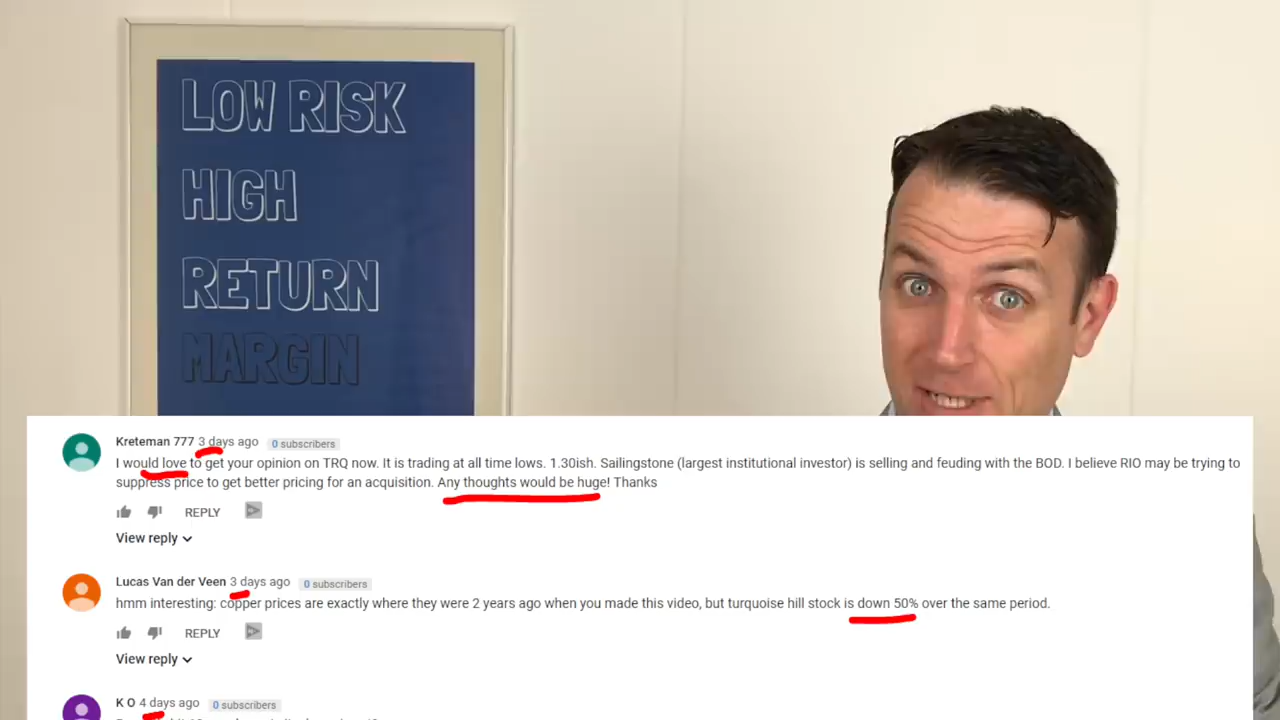 LOW RISK
HIGH
RETURN
MARGIN
Kreteman 777 3 days ago 0 subscribers
I would love to get your opinion on TRQ now. It is trading at all time lows. 1.30ish. Sailingstone (largest institutional investor) is selling and feuding with the BOD. I believe RIO may be trying to
suppress price to get better pricing for an acquisition. Any thoughts would be huge! Thanks
REPLY
View reply
Lucas Van der Veen 3 days ago 0 subscribers
hmm interesting: copper prices are exactly where they were 2 years ago when you made this video, but turquoise hill stock is down 50% over the same period.
REPLY
View reply
K O 4 days ago 0 subscribers